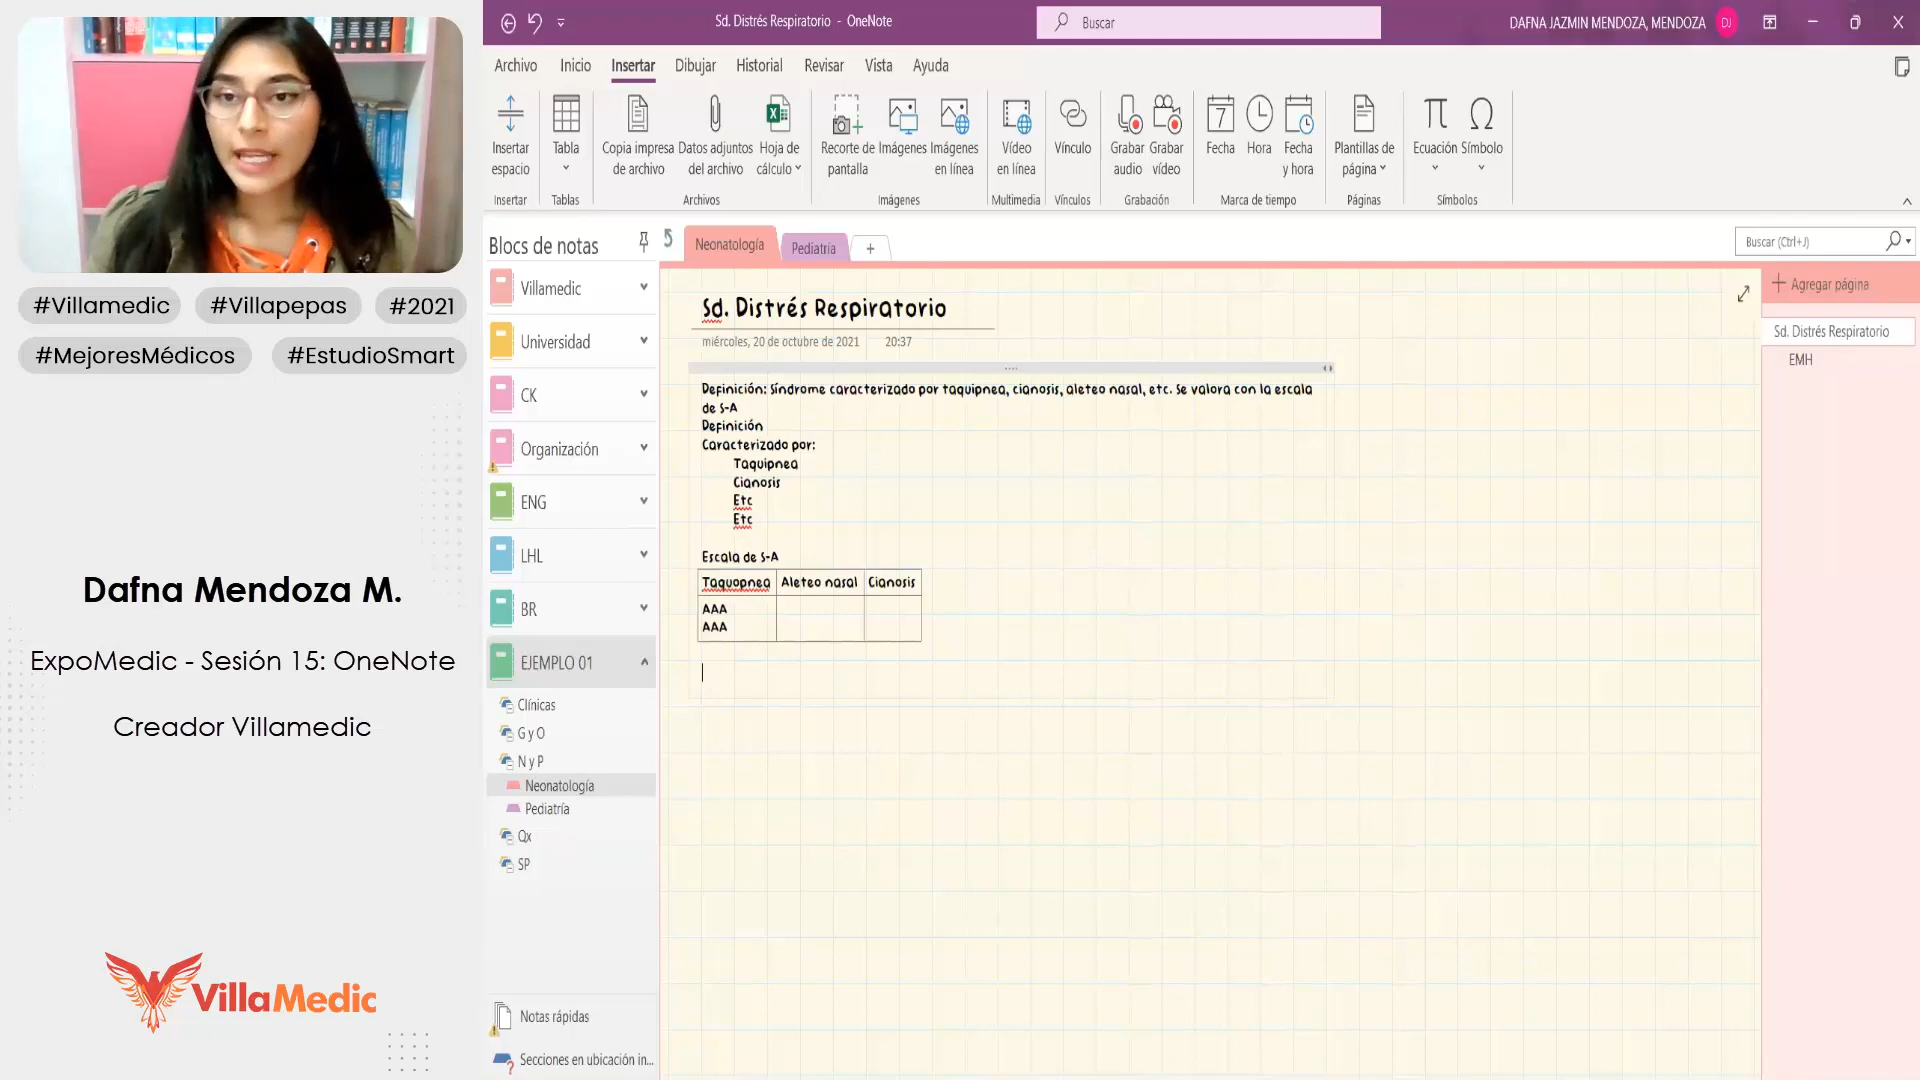 #Villamedic #Villapepas #2021
#MejoresMédicos #EstudioSmart
Dafna Mendoza M.
ExpoMedic - Sesión 15: OneNote
Creador Villamedic
VillaMedic
Sd. Distrés Respiratorio - OneNote
Buscar
DAFNA JAZMIN MENDOZA, MENDOZA DJ
Archivo Inicio Insertar Dibujar Historial Revisar Vista Ayuda
Insertar espacio
Tabla
Copia impresa de archivo
Datos adjuntos del archivo
Hoja de cálculo
Recorte de pantalla
Imágenes
Imágenes en línea
Vídeo en línea
Vínculo
Grabar audio
Grabar vídeo
7
Fecha
Hora
Fecha y hora
Plantillas de página
π
Ecuación
Ω
Símbolo
Insertar Tablas Archivos Imágenes Multimedia Vínculos Grabación Marca de tiempo Páginas Símbolos
Blocs de notas
Villamedic
Universidad
CK
Organización
ENG
LHL
BR
EJEMPLO 01
Clínicas
G y O
N y P
Neonatología
Pediatría
Qx
SP
Notas rápidas
Secciones en ubicación in...
Neonatología Pediatría +
Buscar (Ctrl+J)
Sd. Distrés Respiratorio
miércoles, 20 de octubre de 2021 20:37
Definición: Síndrome caracterizado por taquipnea, cianosis, aleteo nasal, etc. Se valora con la escala
de S-A
Definición
Caracterizado por:
Taquipnea
Cianosis
Etc
Etc
Escala de S-A
Taquopnea Aleteo nasal Cianosis
AAA
AAA
Agregar página
Sd. Distrés Respiratorio
EMH